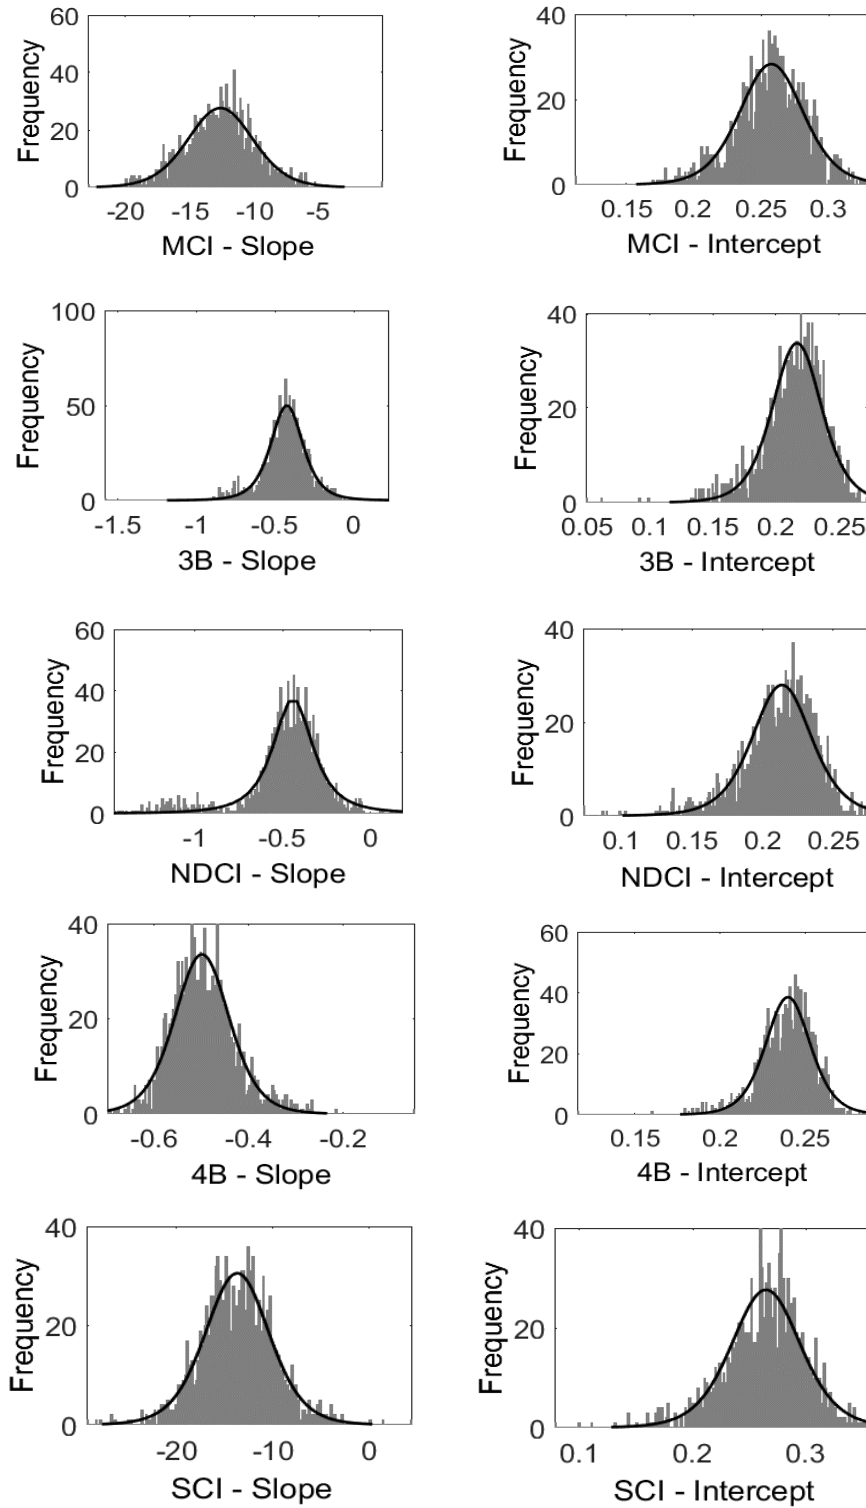 60
40
20
0
Frequency
-20 -15 -10 -5
MCI - Slope
40
20
0
Frequency
0.15 0.2 0.25 0.3
MCI - Intercept
100
50
0
Frequency
-1.5 -1 -0.5 0
3B - Slope
40
20
0
Frequency
0.05 0.1 0.15 0.2 0.25
3B - Intercept
60
40
20
0
Frequency
-1 -0.5 0
NDCI - Slope
40
20
0
Frequency
0.1 0.15 0.2 0.25
NDCI - Intercept
40
20
0
Frequency
-0.6 -0.4 -0.2
4B - Slope
60
40
20
0
Frequency
0.15 0.2 0.25
4B - Intercept
40
20
0
Frequency
-20 -10 0
SCI - Slope
40
20
0
Frequency
0.1 0.2 0.3
SCI - Intercept